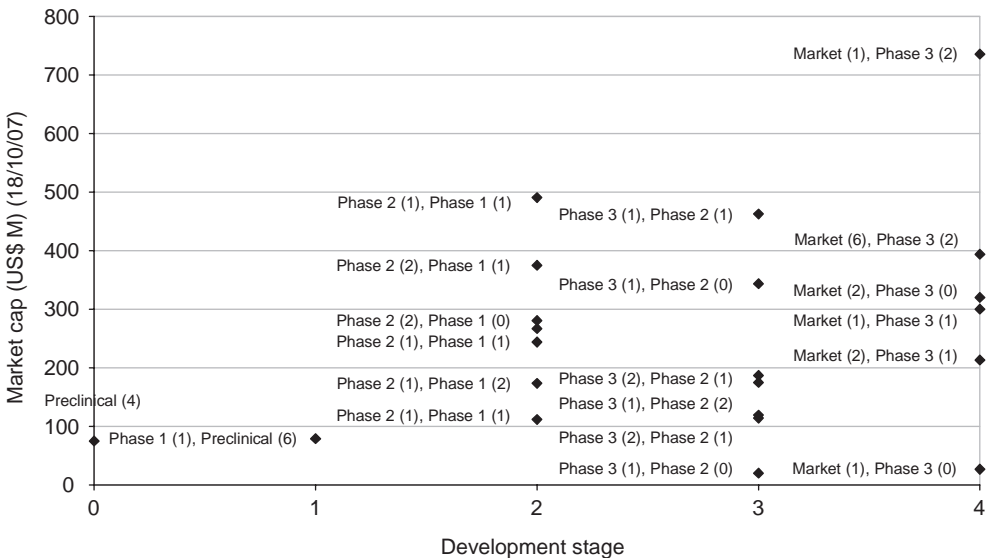 800
700
600
500
400
300
200
100
0
Market cap (US$ M) (18/10/07)
Market (1), Phase 3 (2)
Phase 2 (1), Phase 1 (1)
Phase 3 (1), Phase 2 (1)
Market (6), Phase 3 (2)
Phase 2 (2), Phase 1 (1)
Phase 3 (1), Phase 2 (0)
Market (2), Phase 3 (0)
Phase 2 (2), Phase 1 (0)
Market (1), Phase 3 (1)
Phase 2 (1), Phase 1 (1)
Market (2), Phase 3 (1)
Phase 2 (1), Phase 1 (2)
Phase 3 (2), Phase 2 (1)
Preclinical (4)
Phase 3 (1), Phase 2 (2)
Phase 2 (1), Phase 1 (1)
Phase 1 (1), Preclinical (6)
Phase 3 (2), Phase 2 (1)
Phase 3 (1), Phase 2 (0)
Market (1), Phase 3 (0)
0 1 2 3 4
Development stage